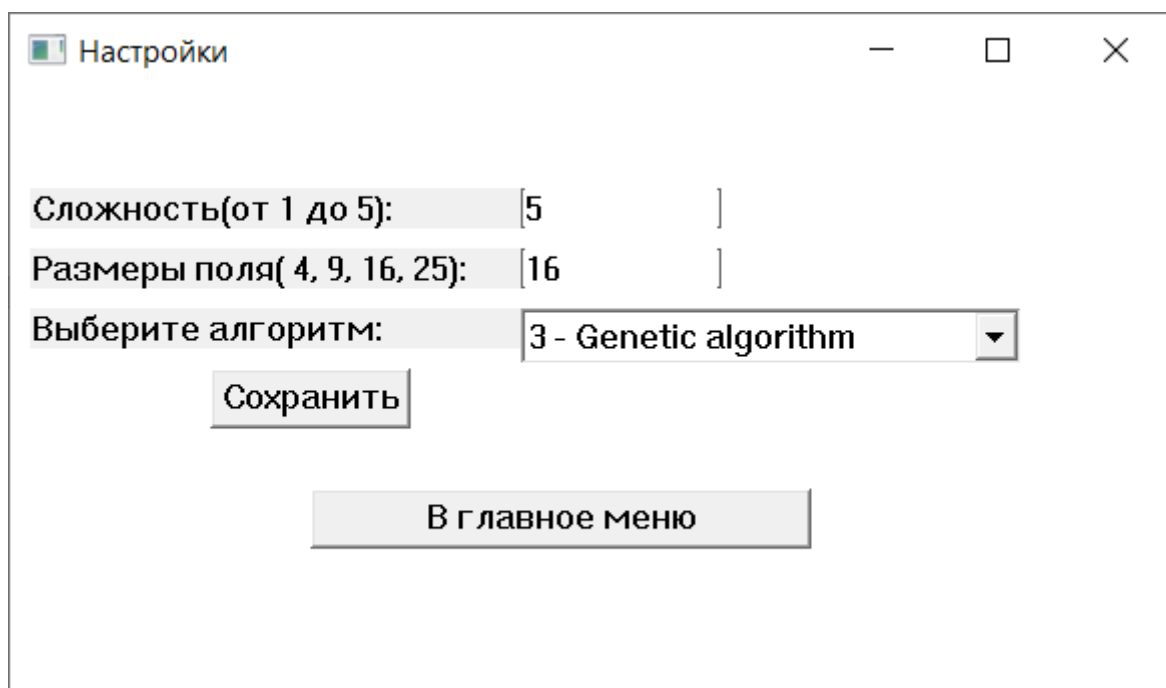 Настройки
Сложность(от 1 до 5): 5
Размеры поля( 4, 9, 16, 25): 16
Выберите алгоритм: 3 - Genetic algorithm
Сохранить
В главное меню